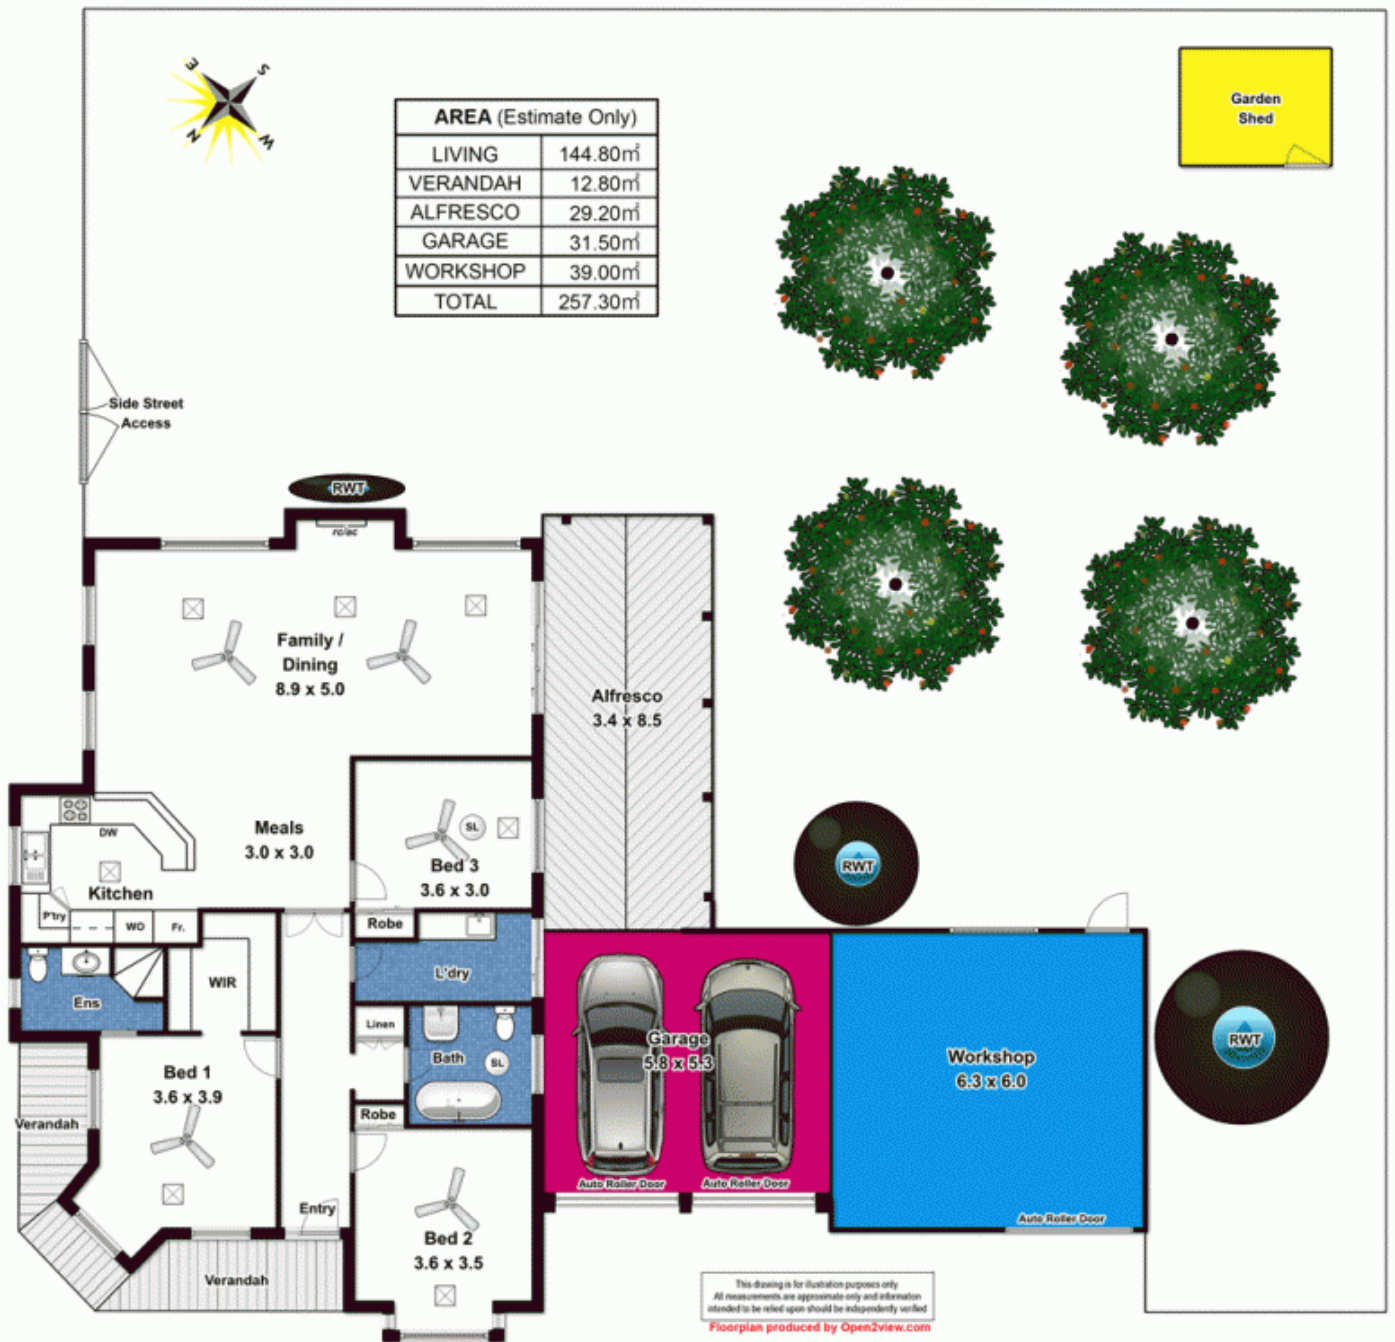 E
S
N
W
AREA (Estimate Only)
LIVING 144.80㎡
VERANDAH 12.80㎡
ALFRESCO 29.20㎡
GARAGE 31.50㎡
WORKSHOP 39.00㎡
TOTAL 257.30㎡
Garden
Shed
Side Street
Access
RWT
rc/ac
Family /
Dining
8.9 x 5.0
Alfresco
3.4 x 8.5
DW
Meals
3.0 x 3.0
SL
Bed 3
3.6 x 3.0
Kitchen
P'try
WO
Fr.
Robe
RWT
WIR
L'dry
Ens
Linen
Bath
SL
Garage
5.8 x 5.3
Workshop
6.3 x 6.0
RWT
Bed 1
3.6 x 3.9
Verandah
Robe
Auto Roller Door
Auto Roller Door
Auto Roller Door
Entry
Bed 2
3.6 x 3.5
Verandah
This drawing is for illustration purposes only.
All measurements are approximate only and information
intended to be relied upon should be independently verified
Floorplan produced by Open2view.com